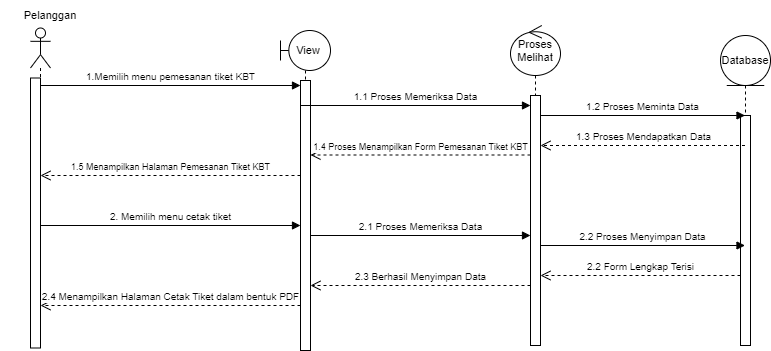 Pelanggan
View
Proses
Melihat
Database
1.Memilih menu pemesanan tiket KBT
1.1 Proses Memeriksa Data
1.2 Proses Meminta Data
1.3 Proses Mendapatkan Data
1.4 Proses Menampilkan Form Pemesanan Tiket KBT
1.5 Menampilkan Halaman Pemesanan Tiket KBT
2. Memilih menu cetak tiket
2.1 Proses Memeriksa Data
2.2 Proses Menyimpan Data
2.2 Form Lengkap Terisi
2.3 Berhasil Menyimpan Data
2.4 Menampilkan Halaman Cetak Tiket dalam bentuk PDF